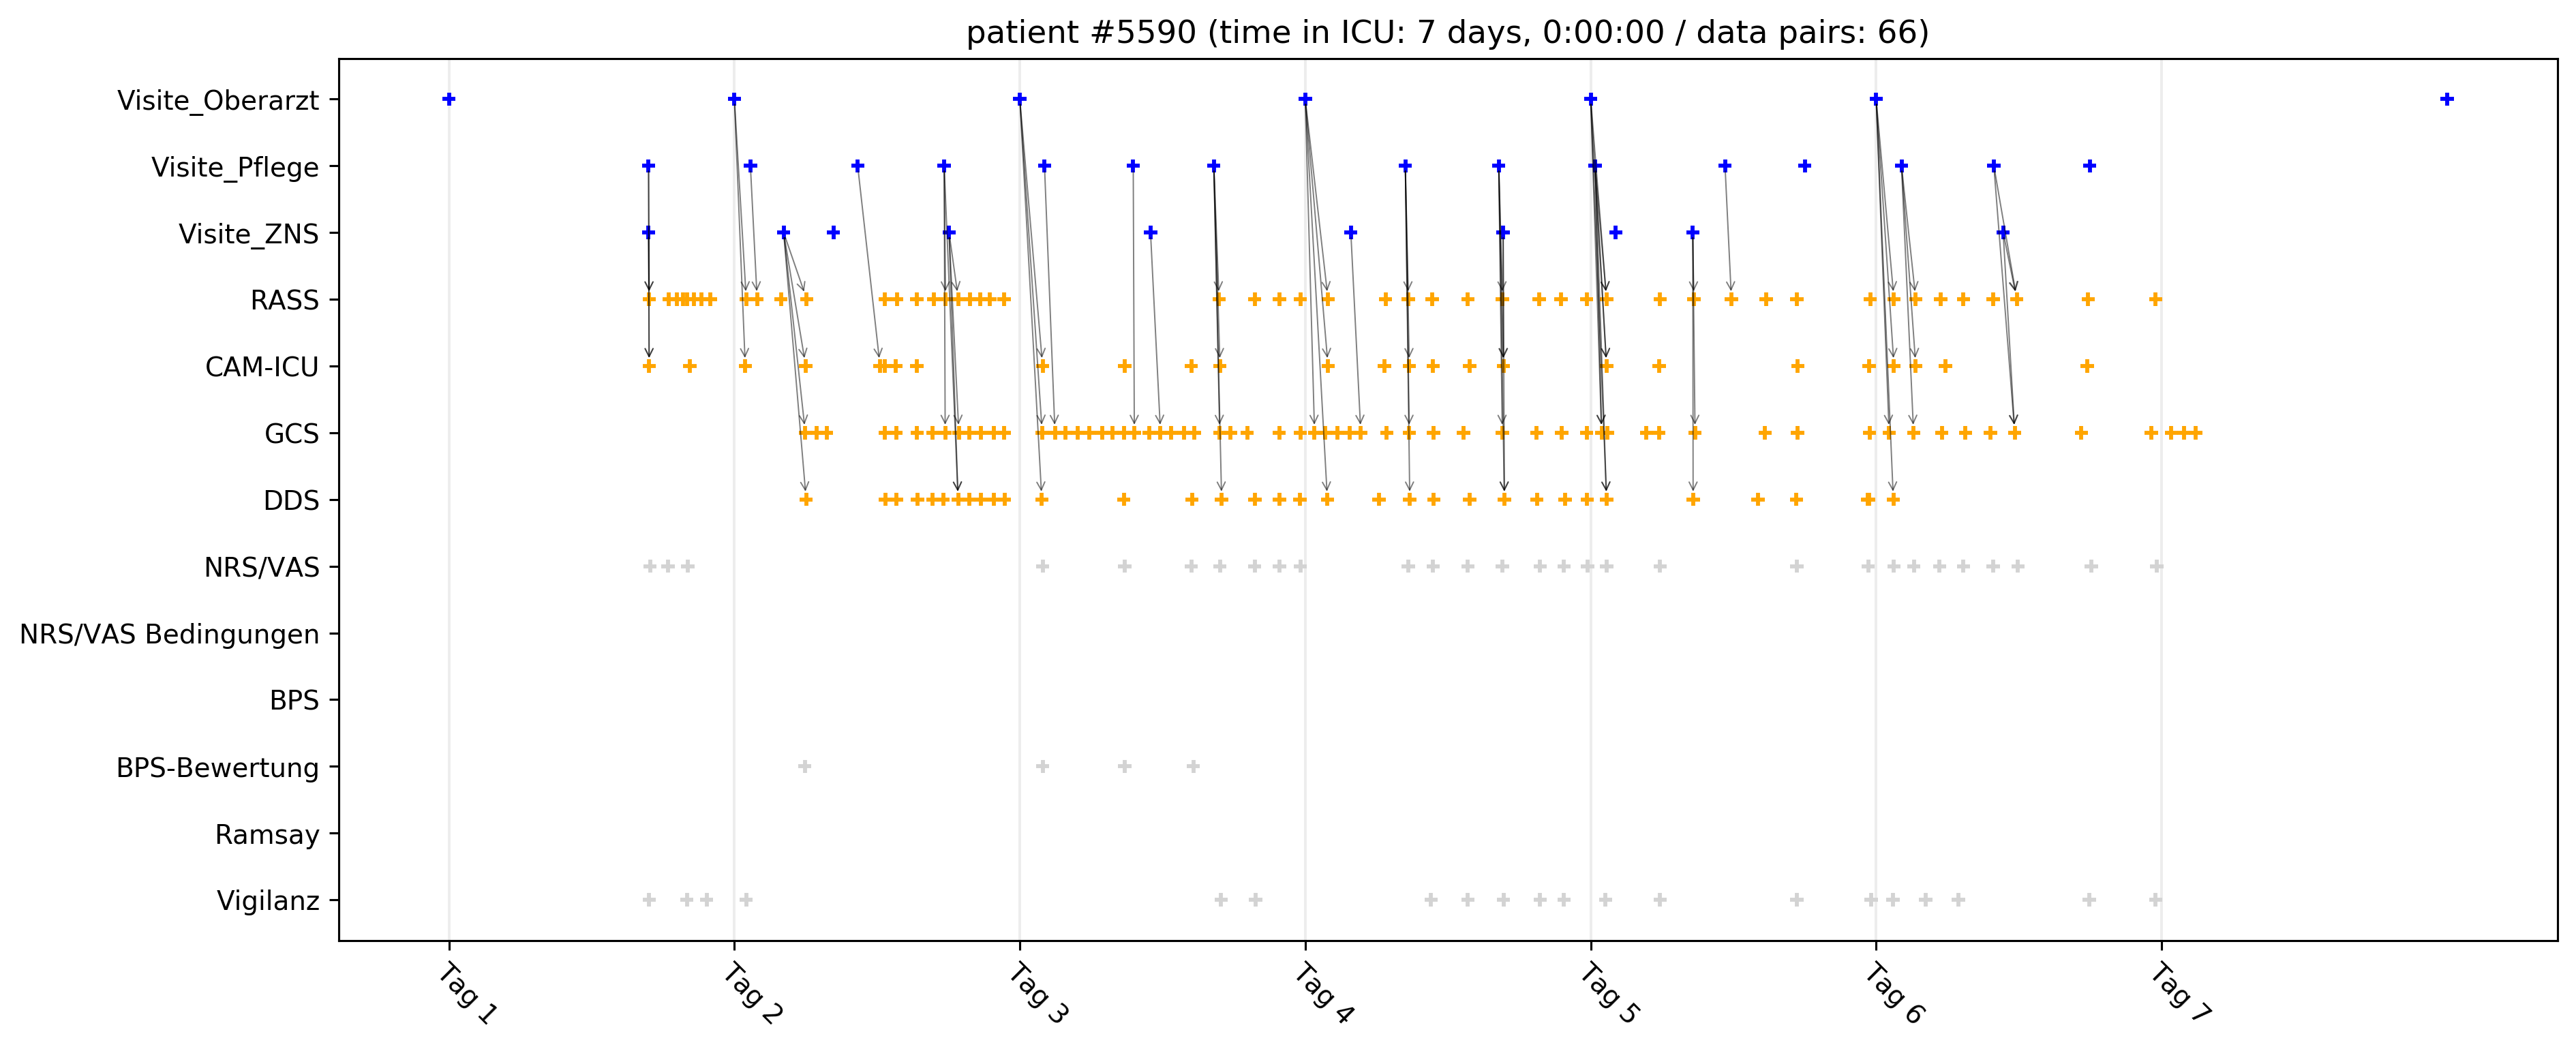 patient #5590 (time in ICU: 7 days, 0:00:00 / data pairs: 66)
Visite_Oberarzt
Visite_Pflege
Visite_ZNS
RASS
CAM-ICU
GCS
DDS
NRS/VAS
NRS/VAS Bedingungen
BPS
BPS-Bewertung
Ramsay
Vigilanz
Tag 1
Tag 2
Tag 3
Tag 4
Tag 5
Tag 6
Tag 7